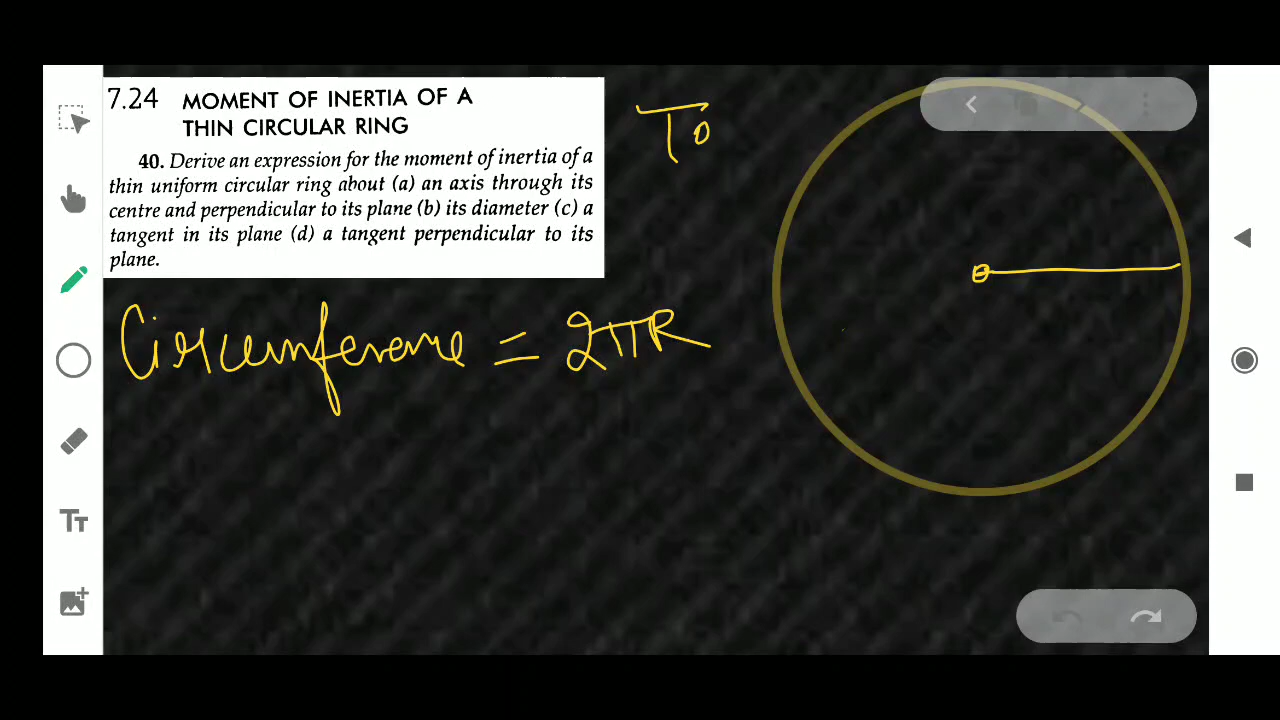 7.24 MOMENT OF INERTIA OF A
THIN CIRCULAR RING
40. Derive an expression for the moment of inertia of a
thin uniform circular ring about (a) an axis through its
centre and perpendicular to its plane (b) its diameter (c) a
tangent in its plane (d) a tangent perpendicular to its
plane.
To
Circumference = 2πR
TT